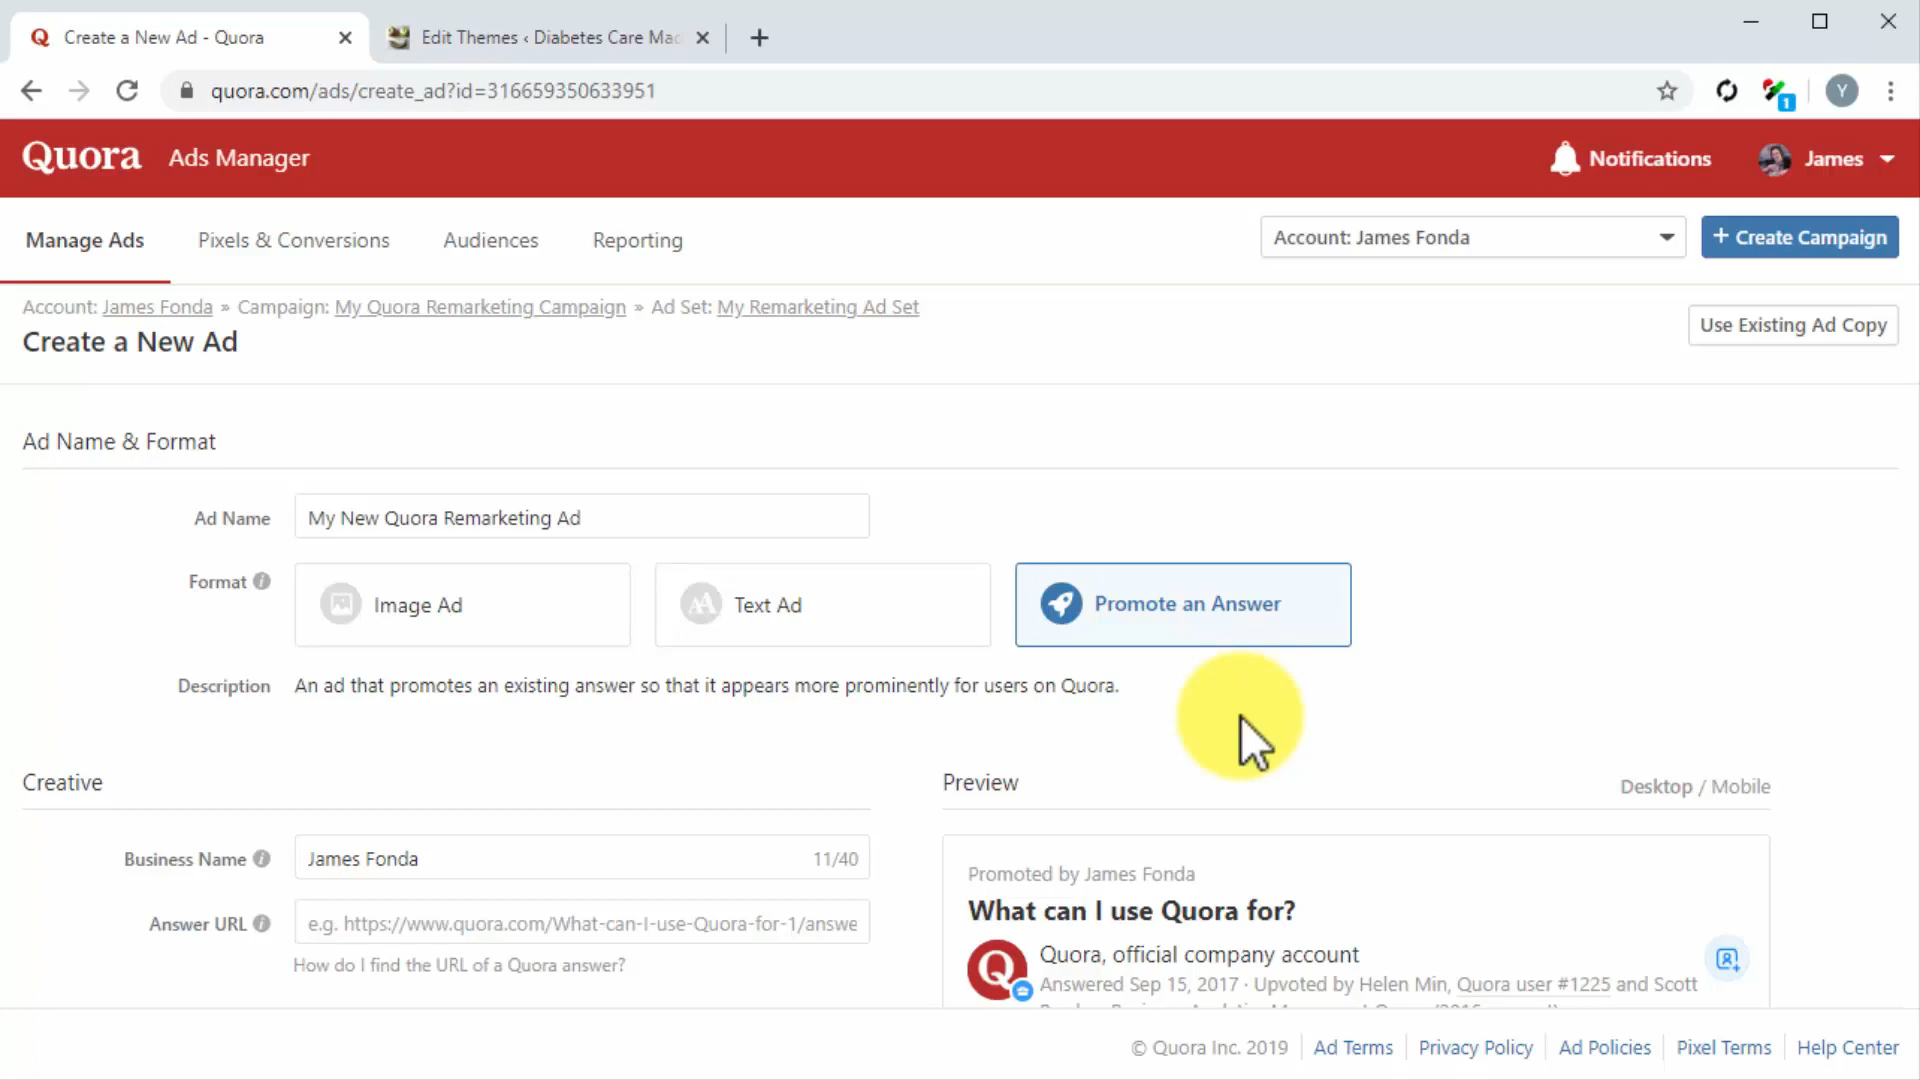 Create a New Ad - Quora
Edit Themes ‹ Diabetes Care Mac
quora.com/ads/create_ad?id=316659350633951
1
Y
Quora Ads Manager
Notifications
James
Manage Ads
Pixels & Conversions
Audiences
Reporting
Account: James Fonda
+ Create Campaign
Account: James Fonda » Campaign: My Quora Remarketing Campaign » Ad Set: My Remarketing Ad Set
Create a New Ad
Use Existing Ad Copy
Ad Name & Format
Ad Name
My New Quora Remarketing Ad
Format
Image Ad
AA Text Ad
Promote an Answer
Description
An ad that promotes an existing answer so that it appears more prominently for users on Quora.
Creative
Preview
Desktop / Mobile
Business Name
James Fonda
11/40
Answer URL
e.g. https://www.quora.com/What-can-I-use-Quora-for-1/answe
How do I find the URL of a Quora answer?
Promoted by James Fonda
What can I use Quora for?
Q
Quora, official company account
Answered Sep 15, 2017 · Upvoted by Helen Min, Quora user #1225 and Scott
© Quora Inc. 2019
Ad Terms
Privacy Policy
Ad Policies
Pixel Terms
Help Center